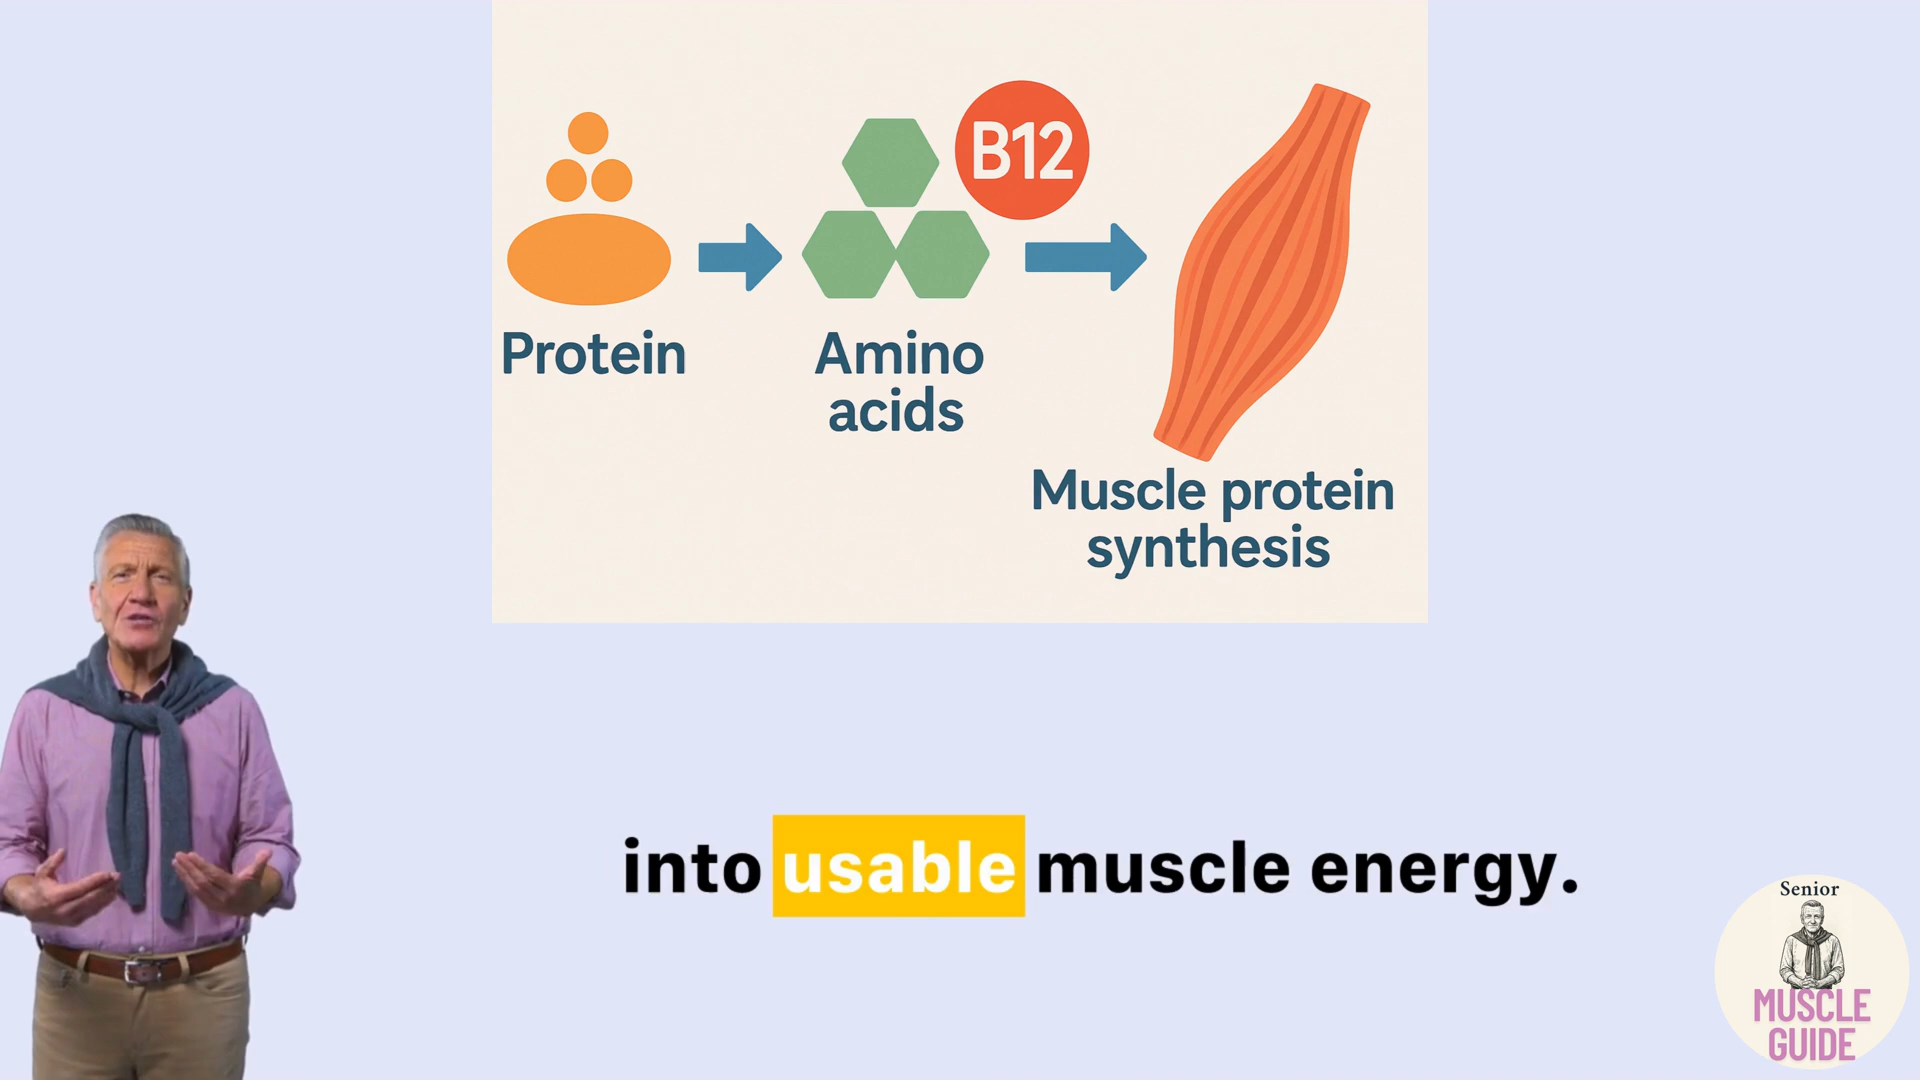 B12
Protein
Amino
acids
Muscle protein
synthesis
into usable muscle energy.
Senior
MUSCLE
GUIDE